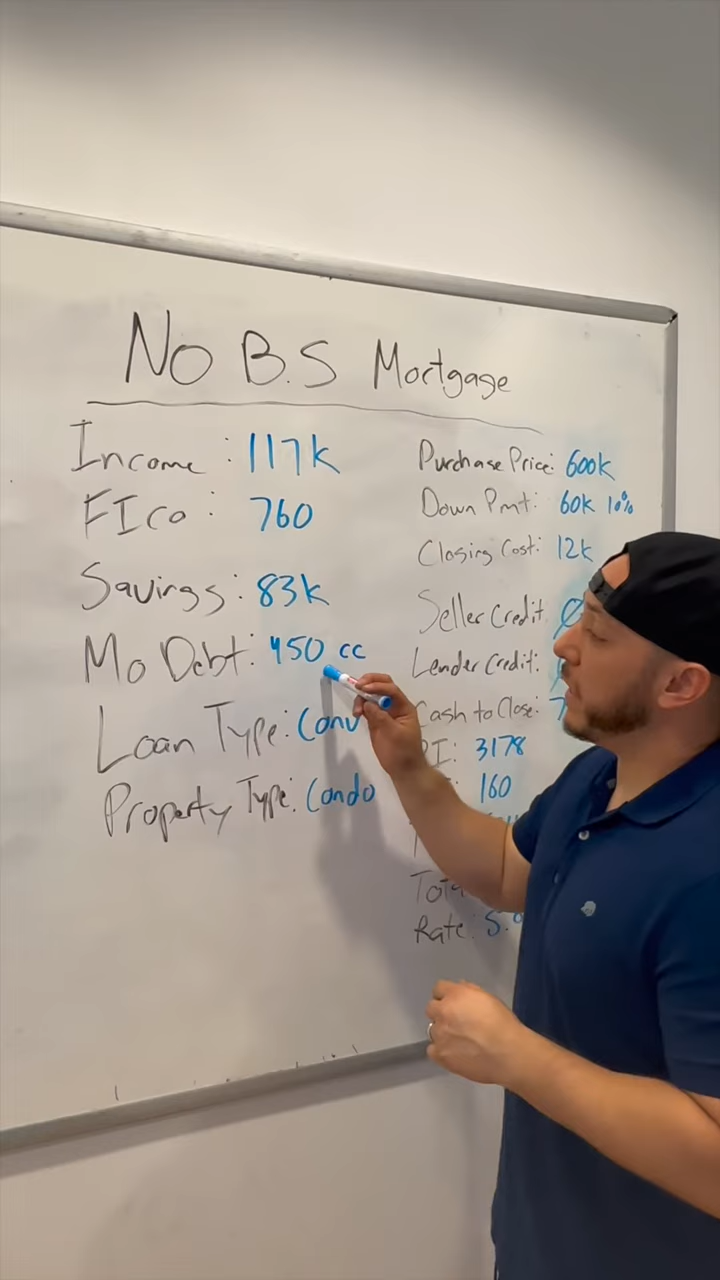 No B.S Mortgage
Income: 117k
FIco: 760
Savings: 83k
Mo Debt: 450 cc
Loan Type: Conv
Property Type: Condo
Purchase Price: 600k
Down Pmt: 60k 10%
Closing Cost: 12k
Seller Credit
Lender Credit:
Cash to Close:
3178
160
Rate: